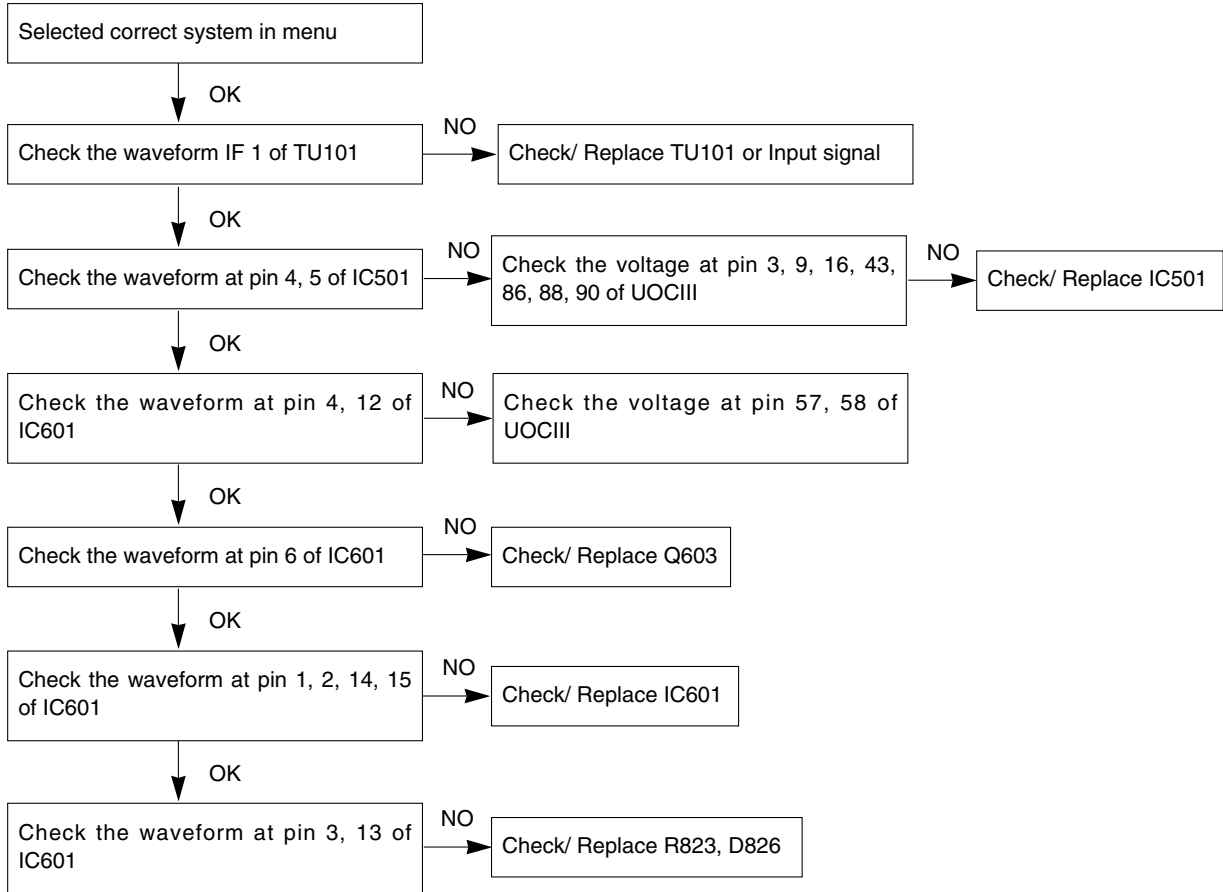 Selected correct system in menu
OK
Check the waveform IF 1 of TU101
NO
Check/ Replace TU101 or Input signal
OK
Check the waveform at pin 4, 5 of IC501
NO
Check the voltage at pin 3, 9, 16, 43,
86, 88, 90 of UOCIII
NO
Check/ Replace IC501
OK
Check the waveform at pin 4, 12 of
IC601
NO
Check the voltage at pin 57, 58 of
UOCIII
OK
Check the waveform at pin 6 of IC601
NO
Check/ Replace Q603
OK
Check the waveform at pin 1, 2, 14, 15
of IC601
NO
Check/ Replace IC601
OK
Check the waveform at pin 3, 13 of
IC601
NO
Check/ Replace R823, D826